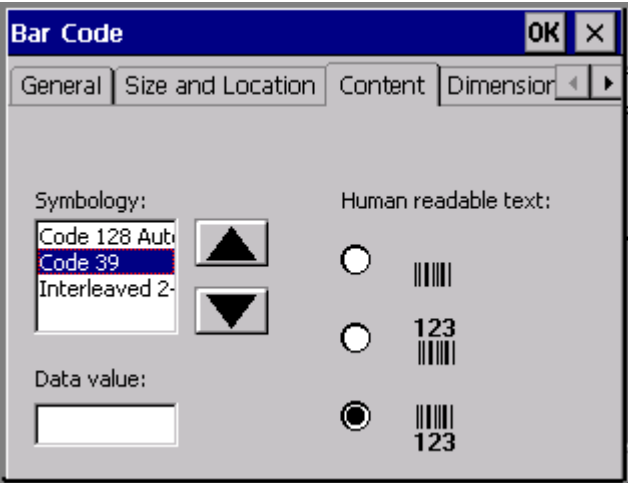 Bar Code OK
General Size and Location Content Dimension
Symbology:
Code 128 Aut
Code 39
Interleaved 2-
Data value:
Human readable text:
123
123